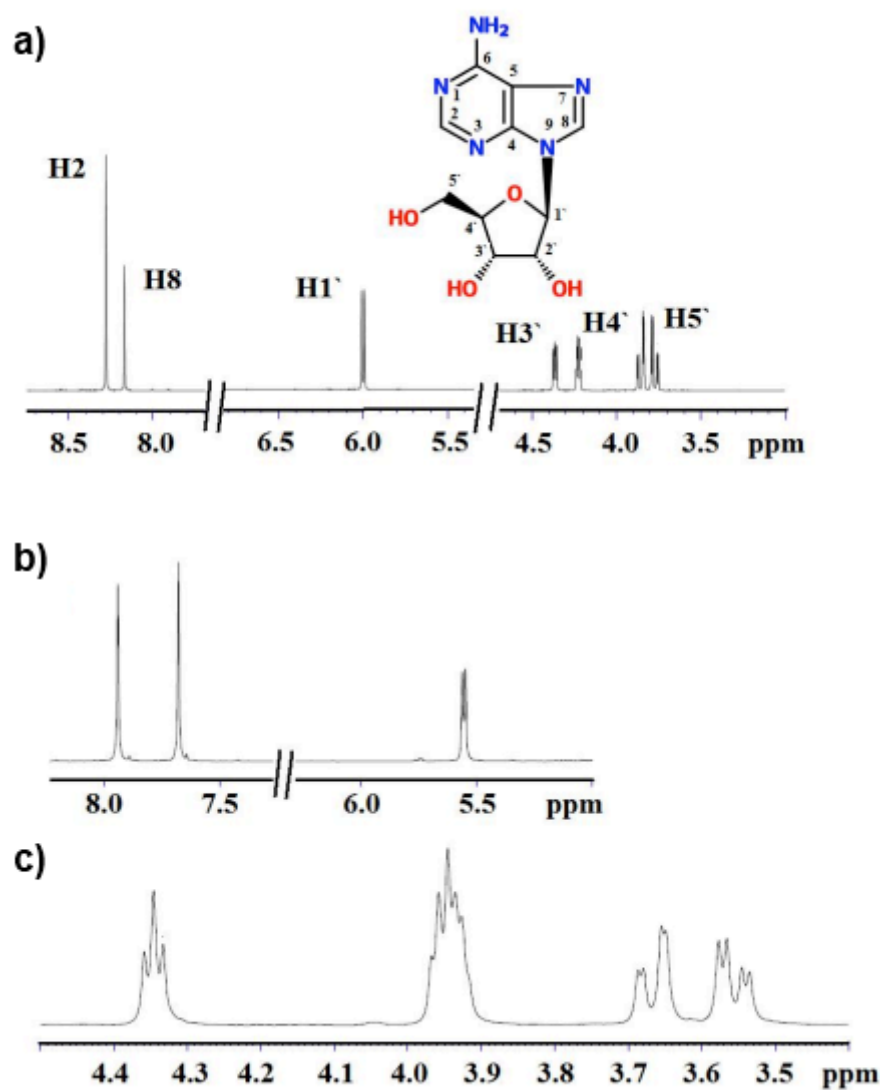 a)
NH₂
6
5
N
1
N
7
2
3
N
4
9
N
8
H2
H8
5`
O
HO
4`
1`
3`
2`
HO
OH
H1`
H3`
H4`
H5`
8.5 8.0 6.5 6.0 5.5 4.5 4.0 3.5 ppm
b)
8.0 7.5 6.0 5.5 ppm
c)
4.4 4.3 4.2 4.1 4.0 3.9 3.8 3.7 3.6 3.5 ppm